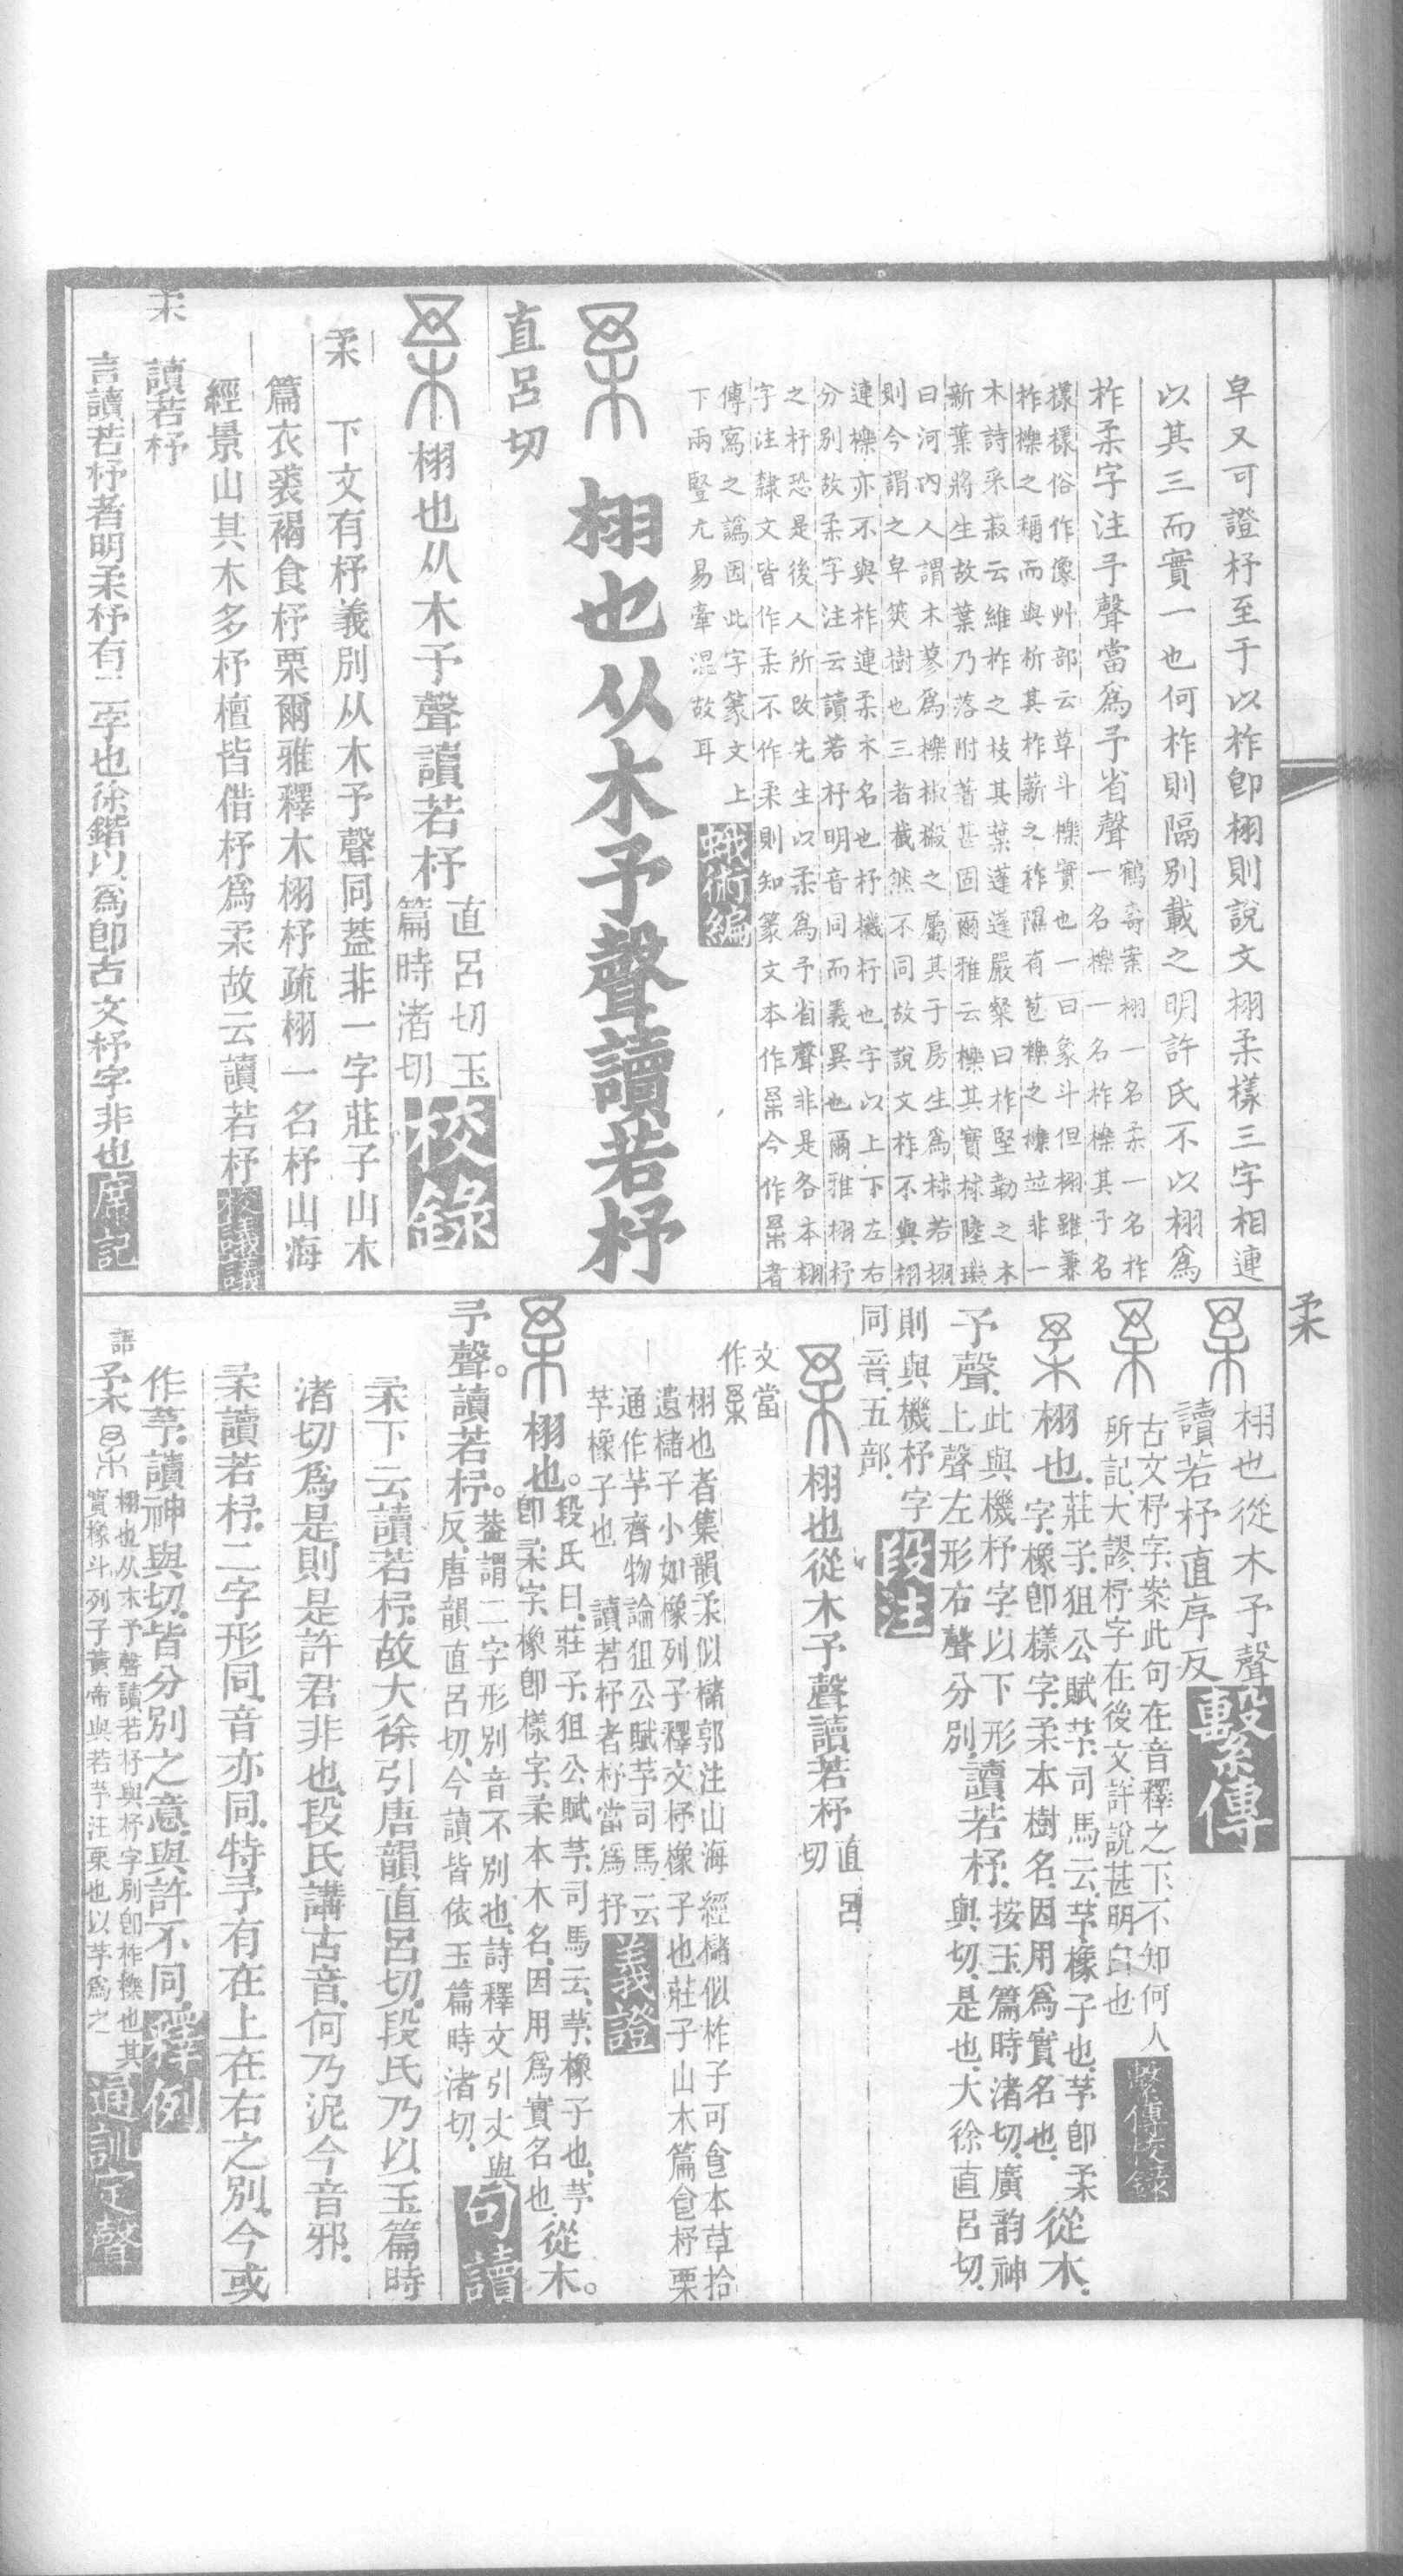 皁又可證杼至于以柞卽栩則說文栩柔樣三字相連
以其三而實一也何柞則隔別載之明許氏不以栩爲
柞柔字注予聲當爲予省聲
鶴壽案栩一名柔一名柞
一名櫟一名柞櫟其子名
樣樣俗作橡艸部云草斗櫟實也一曰象斗但栩雖兼
柞櫟之稱而與析其柞薪之柞隰有苞櫟之櫟竝非一
木詩采菽云維柞之枝其葉蓬蓬嚴粲曰柞堅韌之木
新葉將生故葉乃落附著甚固爾雅云櫟其實梂陸璣
曰河內人謂木蓼爲櫟椒榝之屬其子房生爲梂若栩
則今謂之皁筴樹也三者截然不同故說文柞不與栩
連櫟亦不與柞連柔木名也杼機杼也字以上下左右
分別故柔字注云讀若杼明音同而義異也爾雅栩杼
之杼恐是後人所改先生以柔爲予省聲非是各本栩
字注隸文皆作柔不作柔則知篆文本作 今作 者
傳寫之譌因此字篆文上
下兩豎尤易牽混故耳
蛾術編
栩也从木予聲讀若杼
直呂切
栩也从木予聲讀若杼
直呂切玉
篇時渚切
校錄
柔 下文有杼義別从木予聲同葢非一字莊子山木
篇衣裘褐食杼栗爾雅釋木栩杼疏栩一名杼山海
經景山其木多杼檀皆借杼爲柔故云讀若杼
校議議
柔 讀若杼
言讀若杼者明柔杼有二字也徐鍇以爲卽古文杼字非也
席記
柔
栩也從木予聲
讀若杼直序反
繫傳
古文杼字案此句在音釋之下不知何人
所記大謬杼字在後文許說甚明白也
繫傳校錄
栩也
莊子狙公賦芧司馬云芧橡子也芧卽柔
字橡卽樣字柔本樹名因用爲實名也
從木
予聲
此與機杼字以下形
上聲左形右聲分別
讀若杼
按玉篇時渚切廣韵神
與切是也大徐直呂切
則與機杼字
同音五部
段注
栩也從木予聲讀若杼
直呂
切
文當
作
栩也者集韻柔似櫧郭注山海經櫧似柞子可食本草拾
遺櫧子小如橡列子釋文杼橡子也莊子山木篇食杼栗
通作芧齊物論狙公賦芧司馬云
芧橡子也 讀若杼者杼當爲抒
義證
栩也
段氏曰莊子狙公賦芧司馬云芧橡子也芧
卽柔字橡卽樣字柔本木名因用爲實名也
從木
予聲讀若杼
葢謂二字形別音不別也詩釋文引文與
反唐韻直呂切今讀皆依玉篇時渚切
句讀
柔下云讀若杼故大徐引唐韻直呂切段氏乃以玉篇時
渚切爲是則是許君非也段氏講古音何乃泥今音邪
柔讀若杼二字形同音亦同特予有在上在右之別今或
作芧讀神與切皆分別之意與許不同
釋例
語
柔
栩也从木予聲讀若杼與杼字別卽柞櫟也其
實橡斗列子黃帝與若芧注栗也以芧爲之
通訓定聲